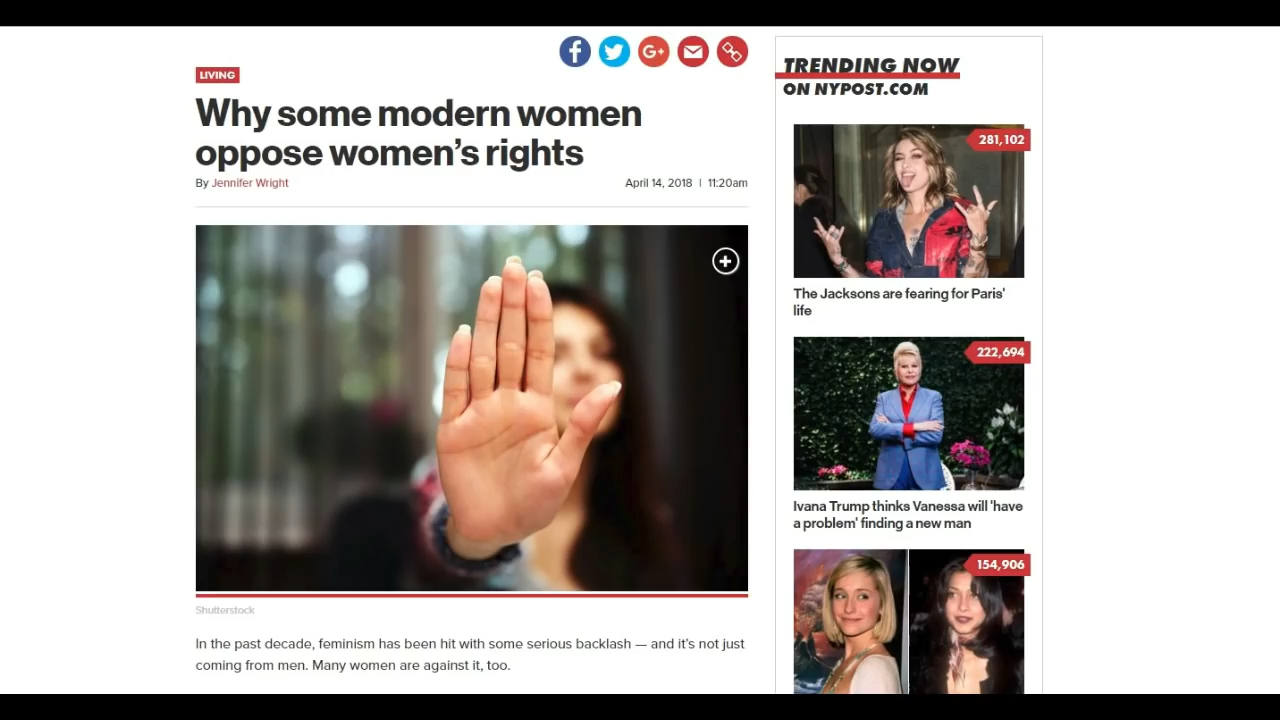 LIVING
Why some modern women
oppose women's rights
By Jennifer Wright
April 14, 2018 | 11:20am
Shutterstock
In the past decade, feminism has been hit with some serious backlash — and it's not just
coming from men. Many women are against it, too.
TRENDING NOW
ON NYPOST.COM
281,102
The Jacksons are fearing for Paris'
life
222,694
Ivana Trump thinks Vanessa will 'have
a problem' finding a new man
154,906